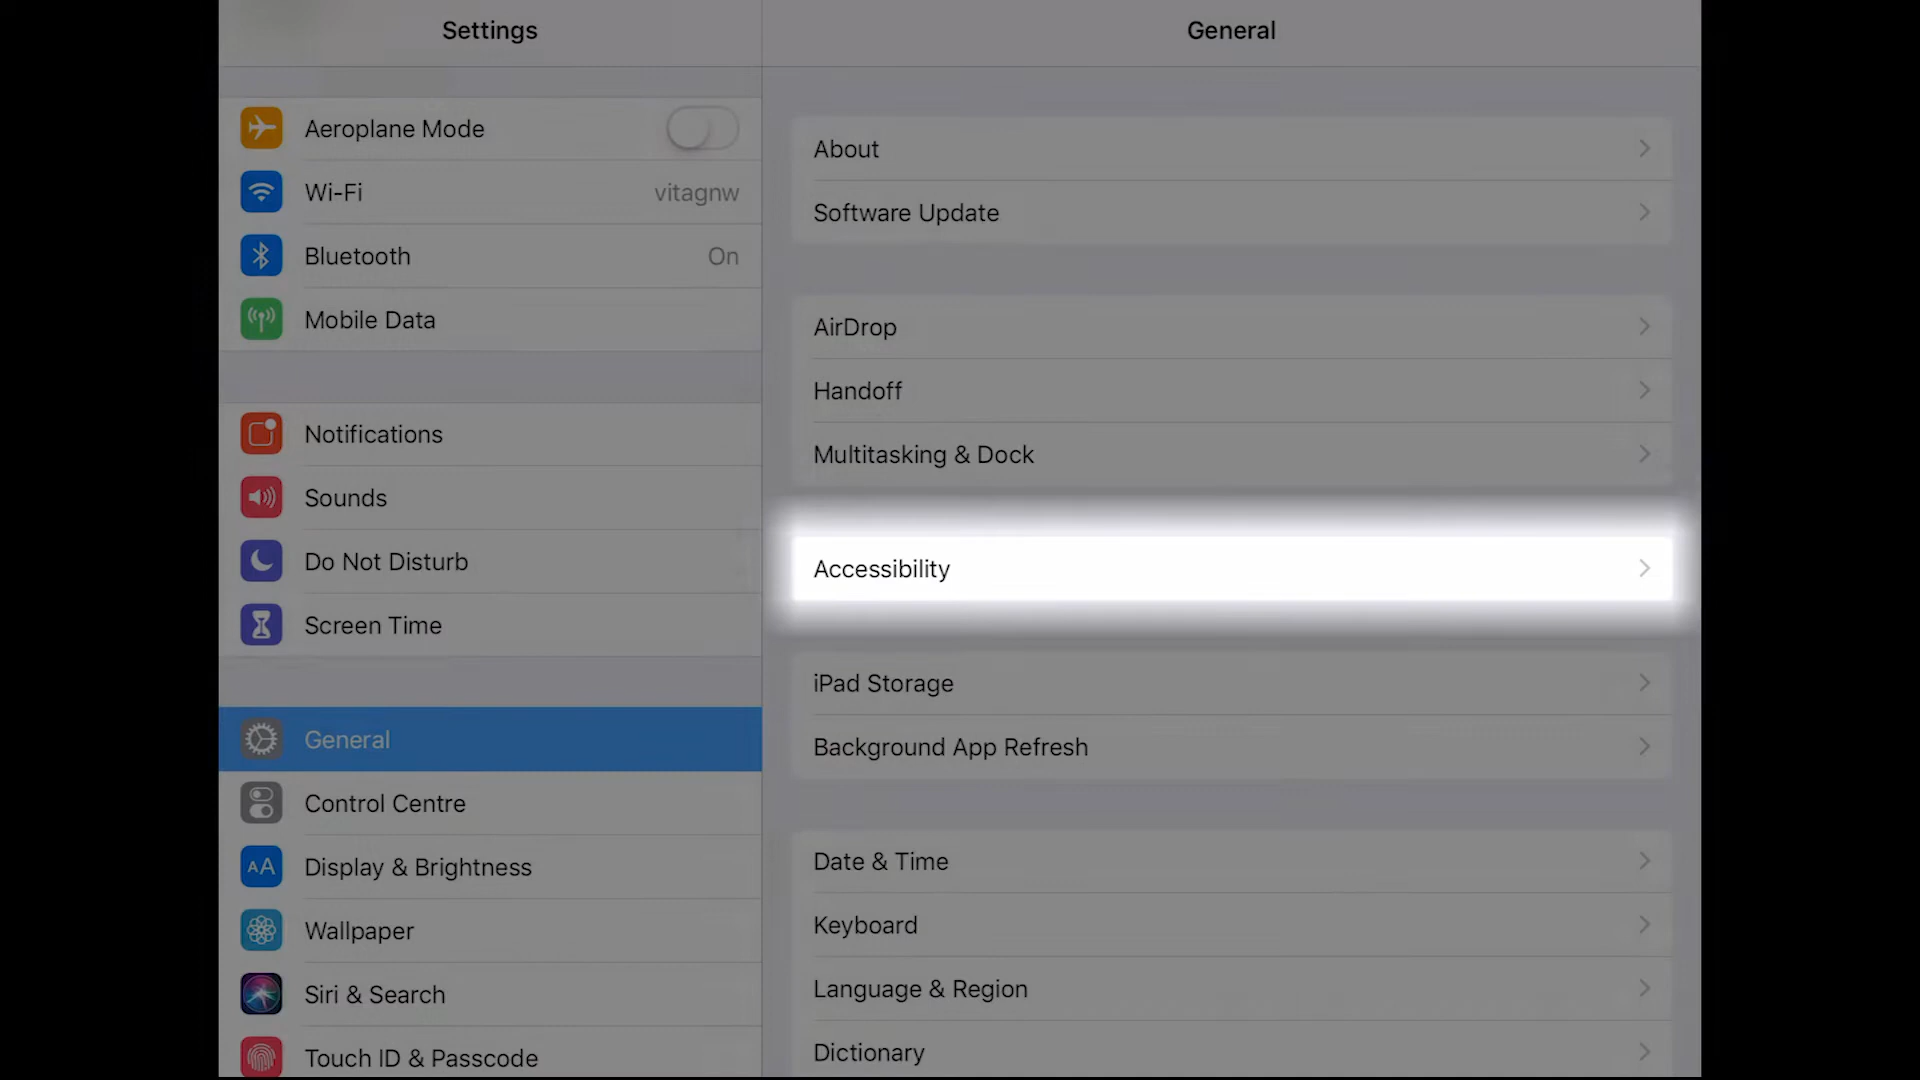 Settings
Aeroplane Mode
Wi-Fi vitagnw
Bluetooth On
Mobile Data
Notifications
Sounds
Do Not Disturb
Screen Time
General
Control Centre
AA Display & Brightness
Wallpaper
Siri & Search
Touch ID & Passcode
General
About
Software Update
AirDrop
Handoff
Multitasking & Dock
Accessibility
iPad Storage
Background App Refresh
Date & Time
Keyboard
Language & Region
Dictionary